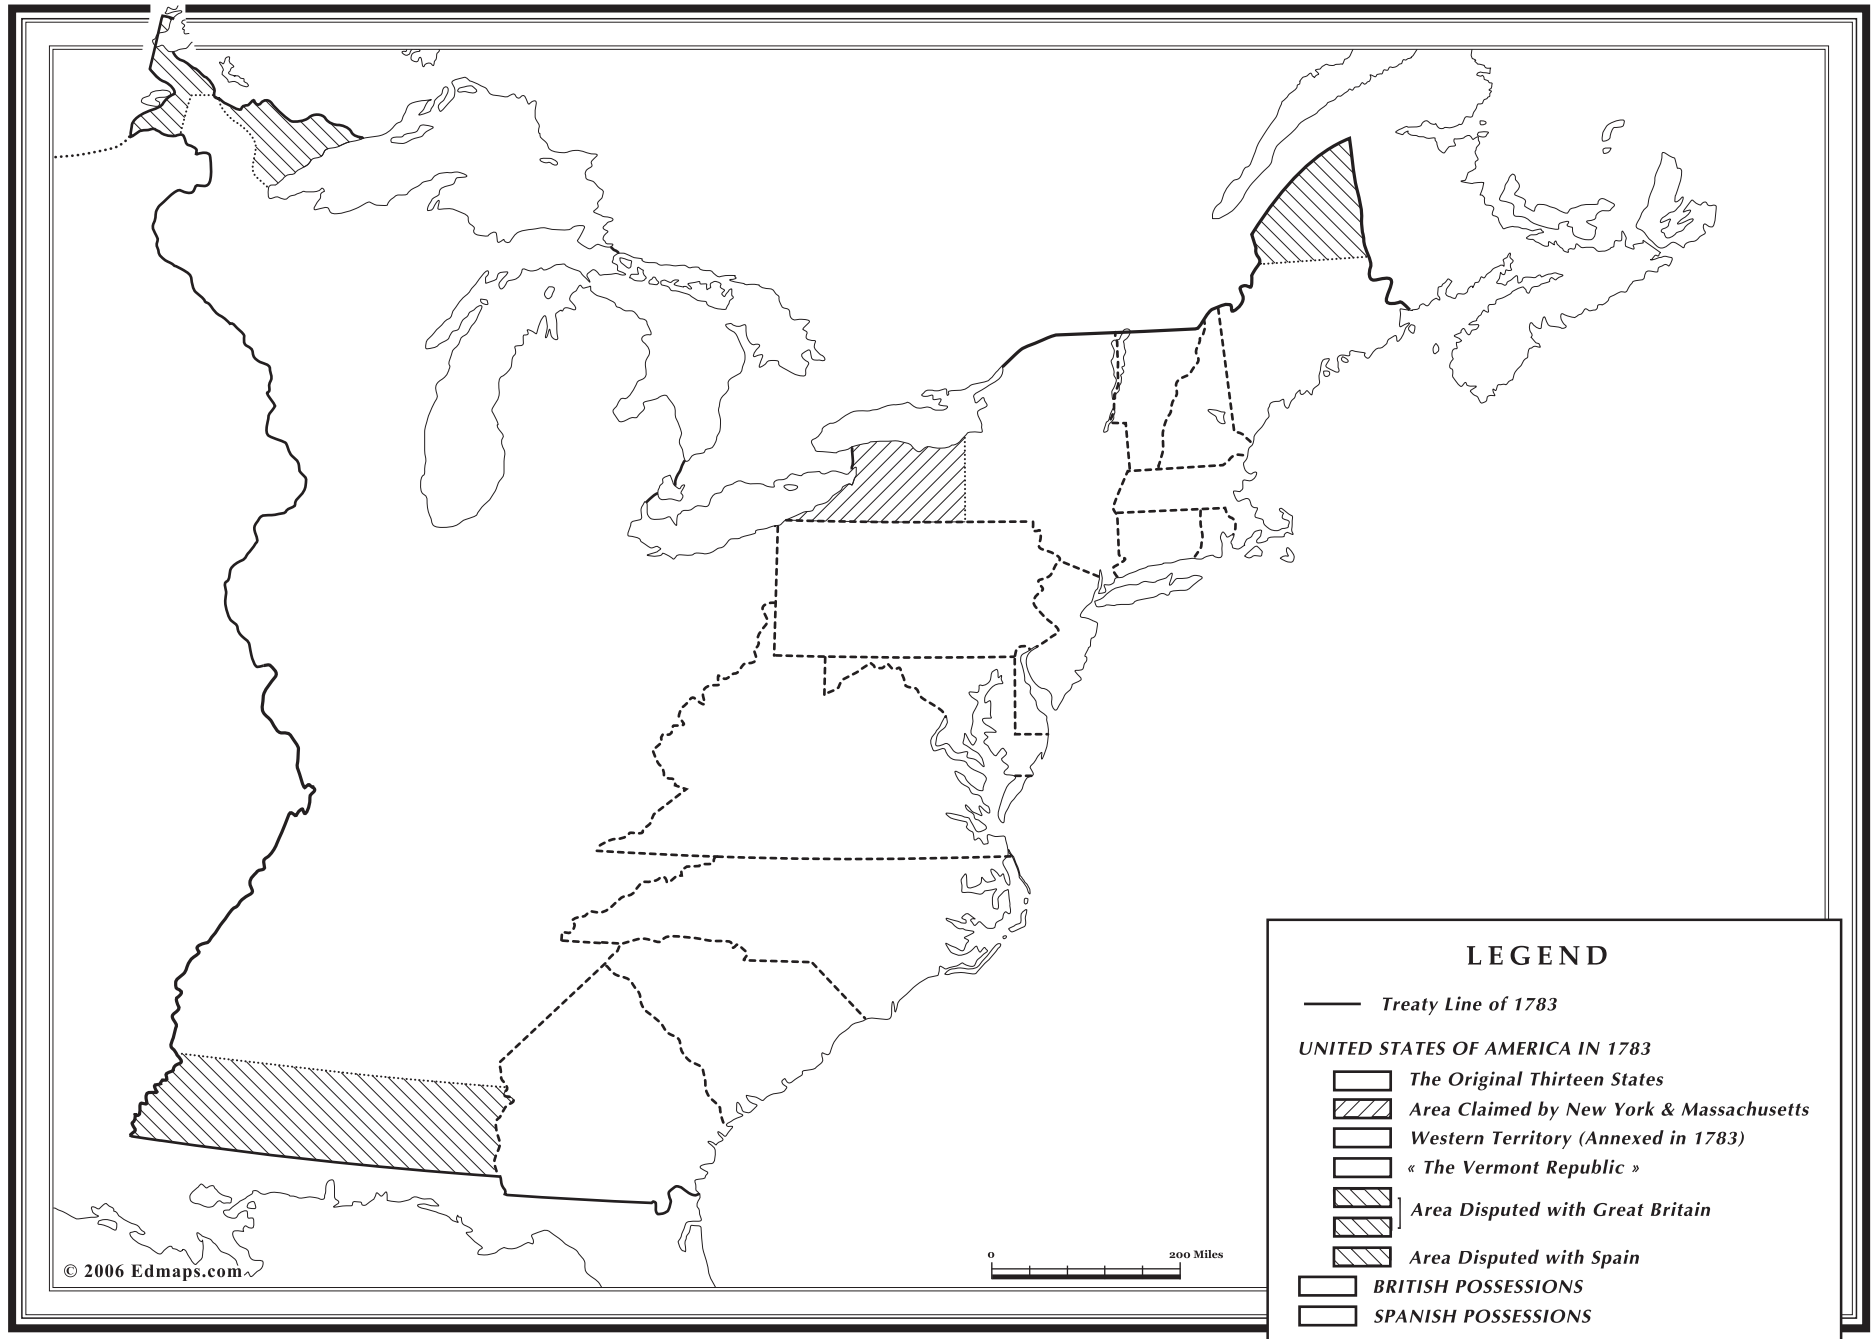 LEGEND
Treaty Line of 1783
UNITED STATES OF AMERICA IN 1783
The Original Thirteen States
Area Claimed by New York & Massachusetts
Western Territory (Annexed in 1783)
« The Vermont Republic »
Area Disputed with Great Britain
Area Disputed with Spain
BRITISH POSSESSIONS
SPANISH POSSESSIONS
0 200 Miles
© 2006 Edmaps.com